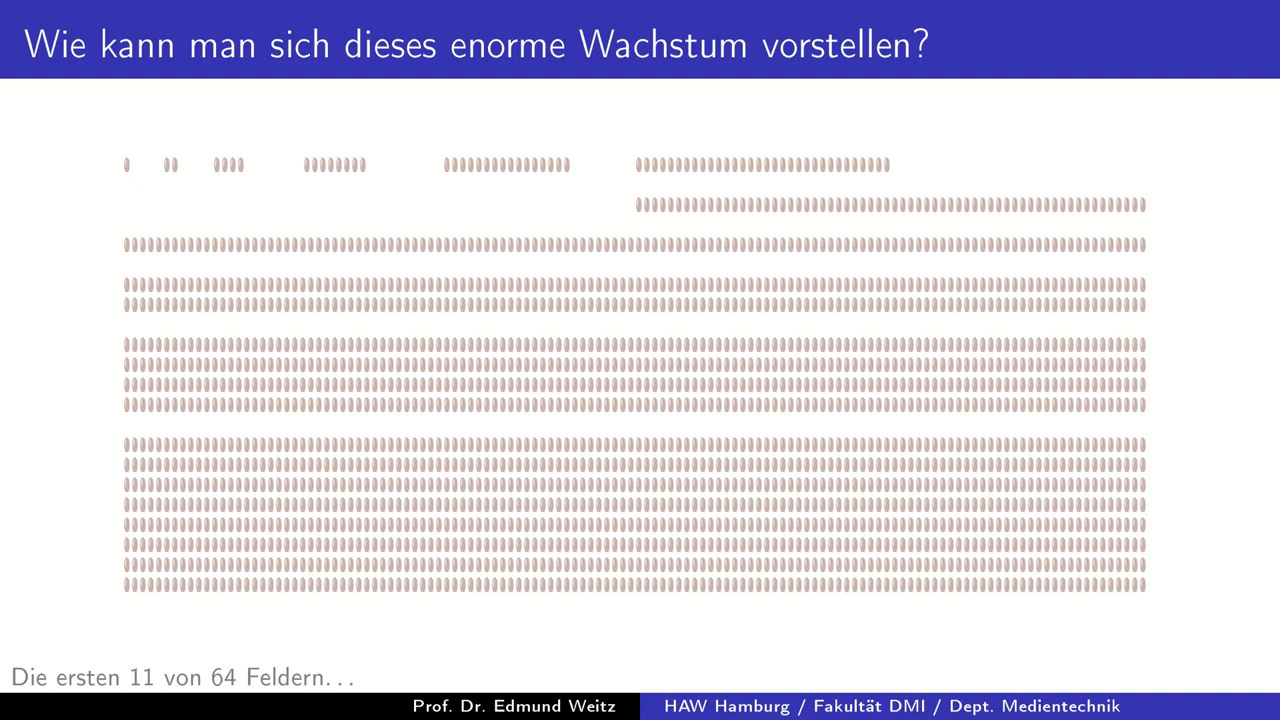 Wie kann man sich dieses enorme Wachstum vorstellen?
Die ersten 11 von 64 Feldern...
Prof. Dr. Edmund Weitz
HAW Hamburg / Fakultät DMI / Dept. Medientechnik